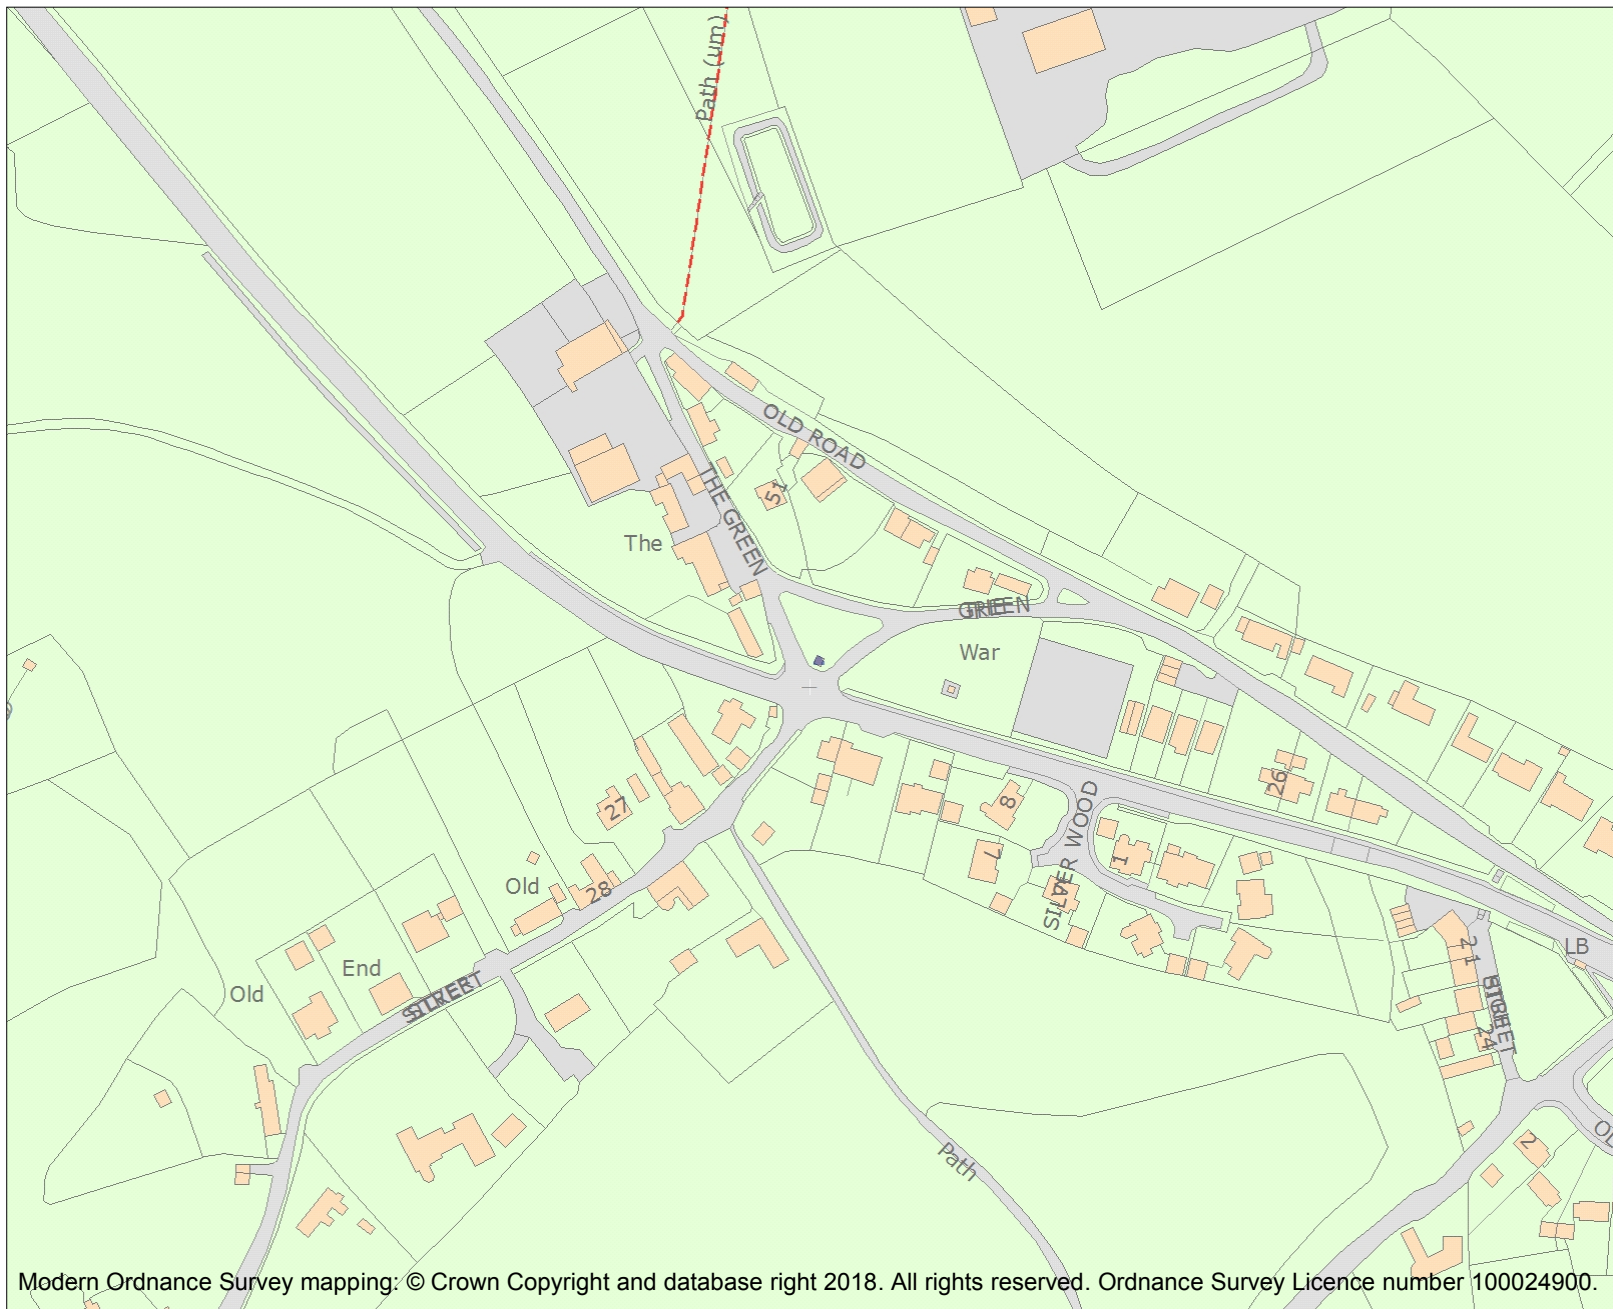 Path (um)
OLD ROAD
THE GREEN
51
The
GREEN
War
26
8
SILVER WOOD
7
1
27
Old
28
End
Old
STREET
21
LB
STREET
24
Path
2
Modern Ordnance Survey mapping: © Crown Copyright and database right 2018. All rights reserved. Ordnance Survey Licence number 100024900.